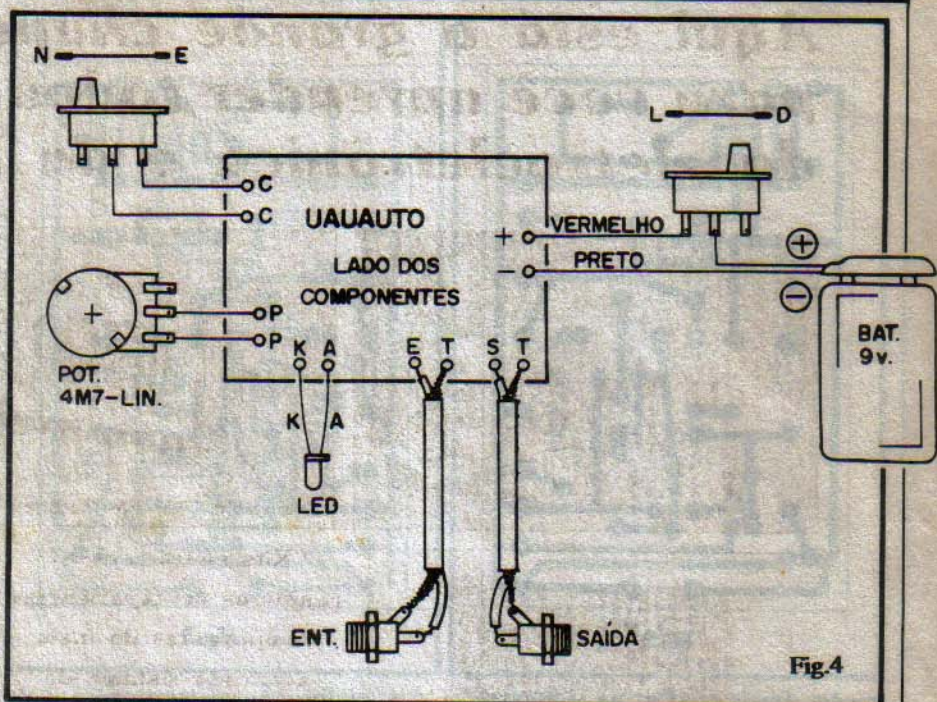 N E
L D
C
C
UAUAUTO
LADO DOS
COMPONENTES
+ VERMELHO
- PRETO
+
-
BAT.
9v.
P
P
+
POT.
4M7-LIN.
K A E T S T
K A
LED
ENT.
SAÍDA
Fig.4